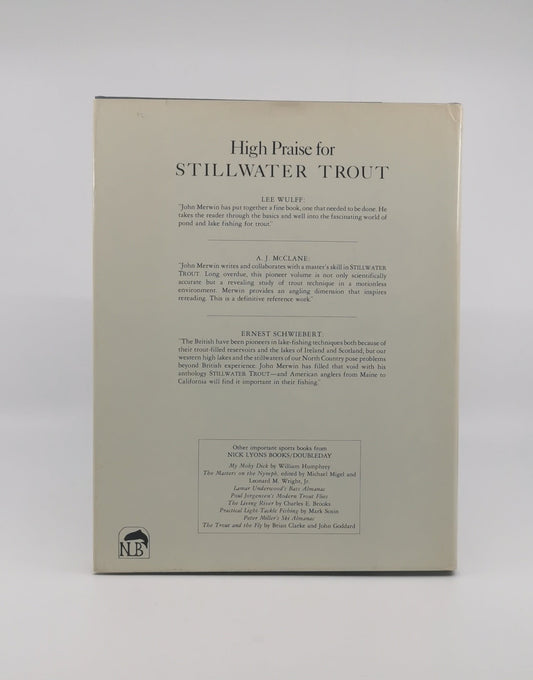 High Praise for
STILLWATER TROUT
LEE WULFF:
"John Merwin has put together a fine book, one that needed to be done. He
takes the reader through the basics and well into the fascinating world of
pond and lake fishing for trout."
A. J. McCLANE:
"John Merwin writes and collaborates with a master's skill in STILLWATER
TROUT. Long overdue, this pioneer volume is not only scientifically
accurate but a revealing study of trout technique in a motionless
environment. Merwin provides an angling dimension that inspires
rereading. This is a definitive reference work."
ERNEST SCHWIEBERT:
"The British have been pioneers in lake-fishing techniques both because of
their trout-filled reservoirs and the lakes of Ireland and Scotland, but our
western high lakes and the stillwaters of our North Country pose problems
beyond British experience. John Merwin has filled that void with his
anthology STILLWATER TROUT—and American anglers from Maine to
California will find it important in their fishing."
Other important sports books from
NICK LYONS BOOKS/DOUBLEDAY
My Moby Dick by William Humphrey
The Masters on the Nymph, edited by Michael Migel and
Leonard M. Wright, Jr.
Lamar Underwood's Bass Almanac
Poul Jorgensen's Modern Trout Flies
The Living River by Charles E. Brooks
Practical Light-Tackle Fishing by Mark Sosin
Peter Miller's Ski Almanac
The Trout and the Fly by Brian Clarke and John Goddard
NLB